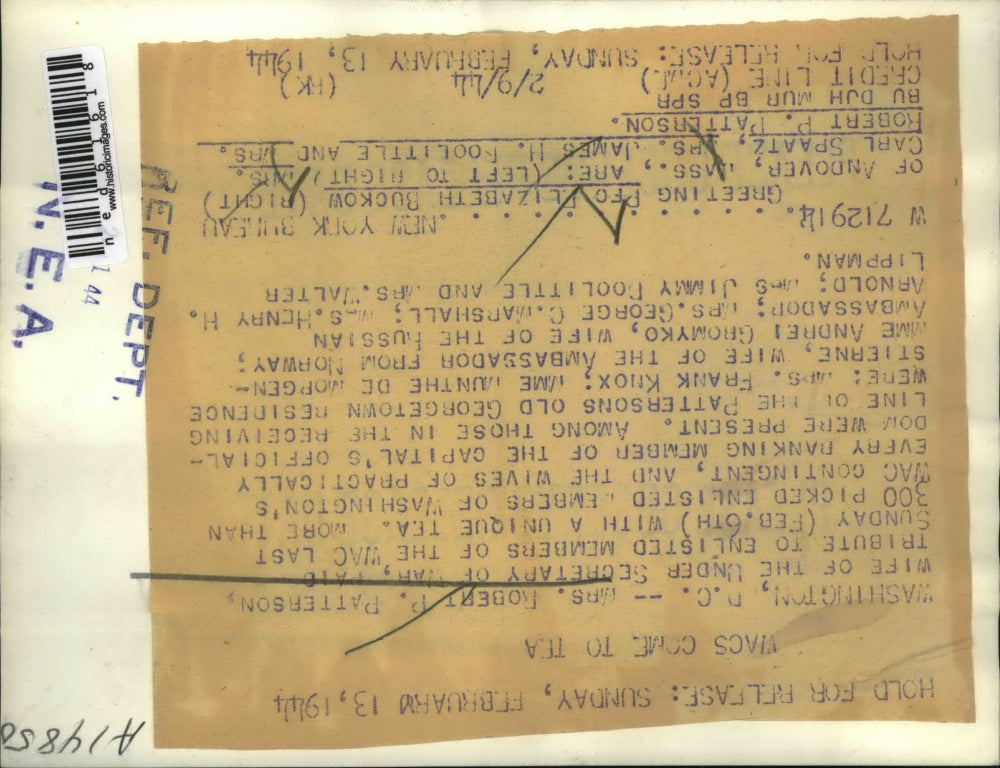 HOLD FOR RELEASE: SUNDAY, FEBRUARY 13, 1944
WACS COME TO TEA
WASHINGTON, D.C. -- MRS. ROBERT P. PATTERSON,
WIFE OF THE UNDER SECRETARY OF WAR, PAID
TRIBUTE TO ENLISTED MEMBERS OF THE WAC LAST
SUNDAY (FEB.6TH) WITH A UNIQUE TEA. MORE THAN
300 PICKED ENLISTED MEMBERS OF WASHINGTON'S
WAC CONTINGENT, AND THE WIVES OF PRACTICALLY
EVERY RANKING MEMBER OF THE CAPITAL'S OFFICIAL-
DOM WERE PRESENT. AMONG THOSE IN THE RECEIVING
LINE OF THE PATTERSONS OLD GEORGETOWN RESIDENCE
WERE: MRS. FRANK KNOX; MME MUNTHE DE MORGEN-
STIERNE, WIFE OF THE AMBASSADOR FROM NORWAY;
MME ANDREI GROMYKO, WIFE OF THE RUSSIAN
AMBASSADOR; MRS. GEORGE C. MARSHALL; MRS. HENRY H.
ARNOLD; MRS JIMMY DOOLITTLE AND MRS. WALTER
LIPPMAN.
W 712914 . . . . . . . . . . NEW YORK BUREAU
GREETING PFC ELIZABETH BUCKOW (RIGHT)
OF ANDOVER, MASS., ARE: (LEFT TO RIGHT) MRS.
CARL SPAATZ, MRS. JAMES H. DOOLITTLE AND MRS.
ROBERT P. PATTERSON.
BU DJH MUR BP SPR
CREDIT LINE (ACME) 2/9/44 (HK)
HOLD FOR RELEASE: SUNDAY, FEBRUARY 13, 1944
REF. DEPT.
N.E.A.
www.historicimages.com
ned61618
A14850